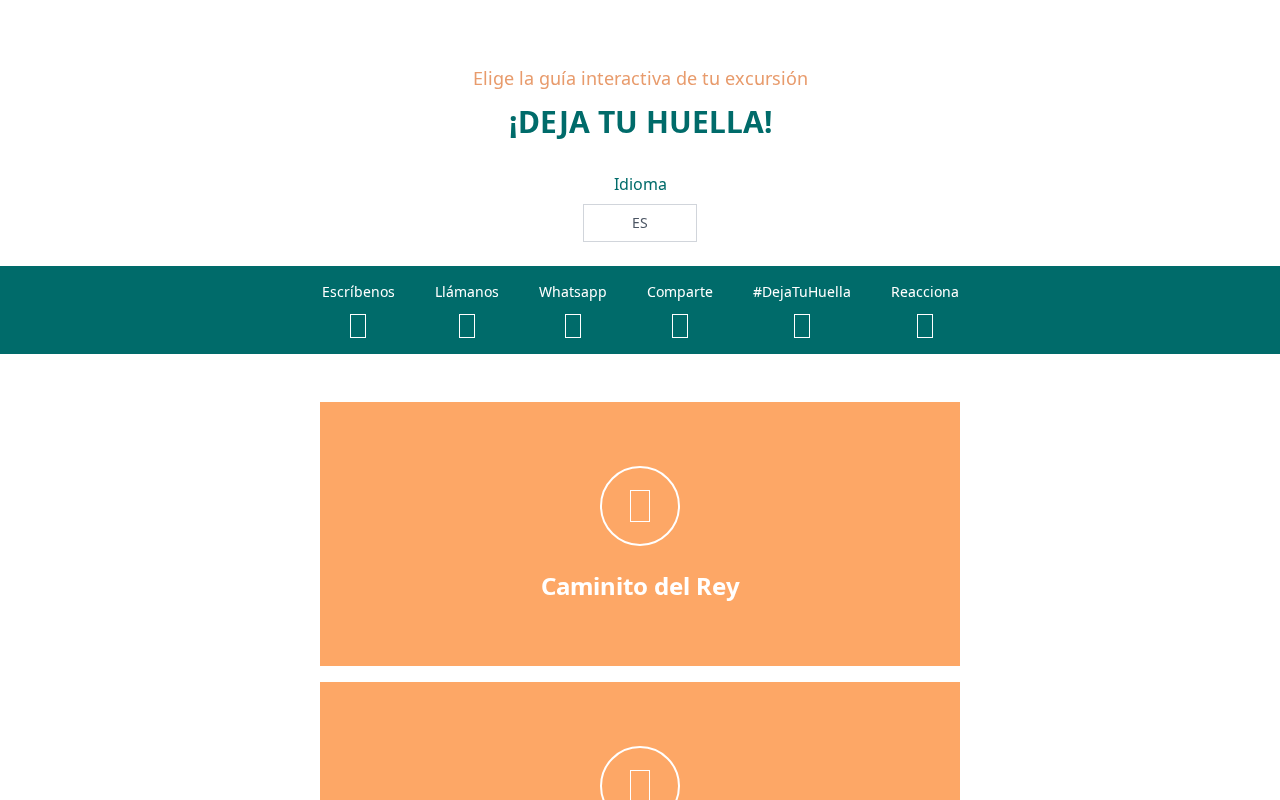 Elige la guía interactiva de tu excursión
¡DEJA TU HUELLA!
Idioma
ES
Escríbenos
Llámanos
Whatsapp
Comparte
#DejaTuHuella
Reacciona
Caminito del Rey